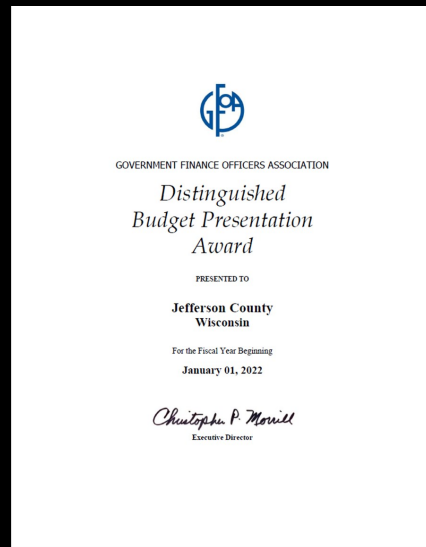 GFOA
GOVERNMENT FINANCE OFFICERS ASSOCIATION
Distinguished
Budget Presentation
Award
PRESENTED TO
Jefferson County
Wisconsin
For the Fiscal Year Beginning
January 01, 2022
Christopher P. Morrill
Executive Director